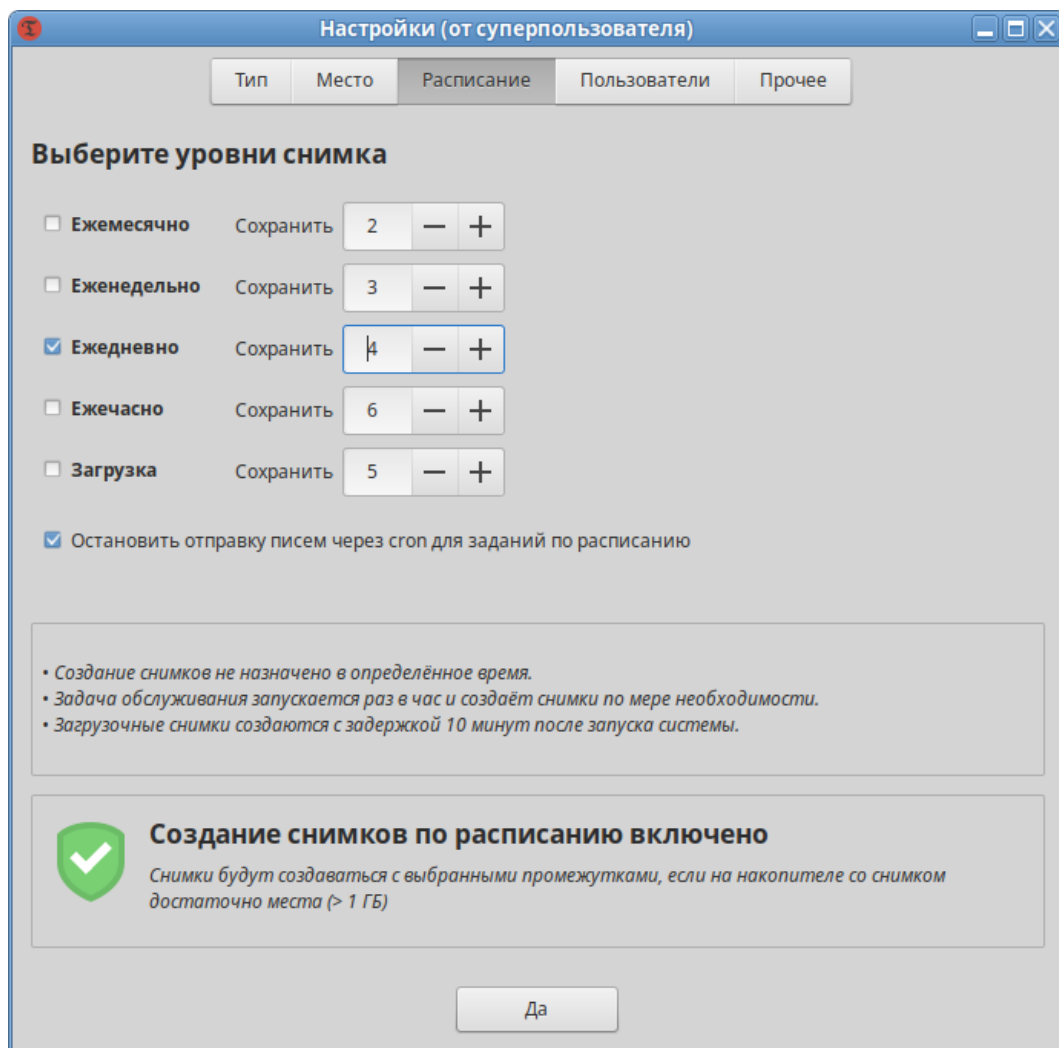 Настройки (от суперпользователя)
Тип Место Расписание Пользователи Прочее
Выберите уровни снимка
Ежемесячно Сохранить 2
Еженедельно Сохранить 3
Ежедневно Сохранить 4
Ежечасно Сохранить 6
Загрузка Сохранить 5
Остановить отправку писем через cron для заданий по расписанию
• Создание снимков не назначено в определённое время.
• Задача обслуживания запускается раз в час и создаёт снимки по мере необходимости.
• Загрузочные снимки создаются с задержкой 10 минут после запуска системы.
Создание снимков по расписанию включено
Снимки будут создаваться с выбранными промежутками, если на накопителе со снимком
достаточно места (> 1 ГБ)
Да